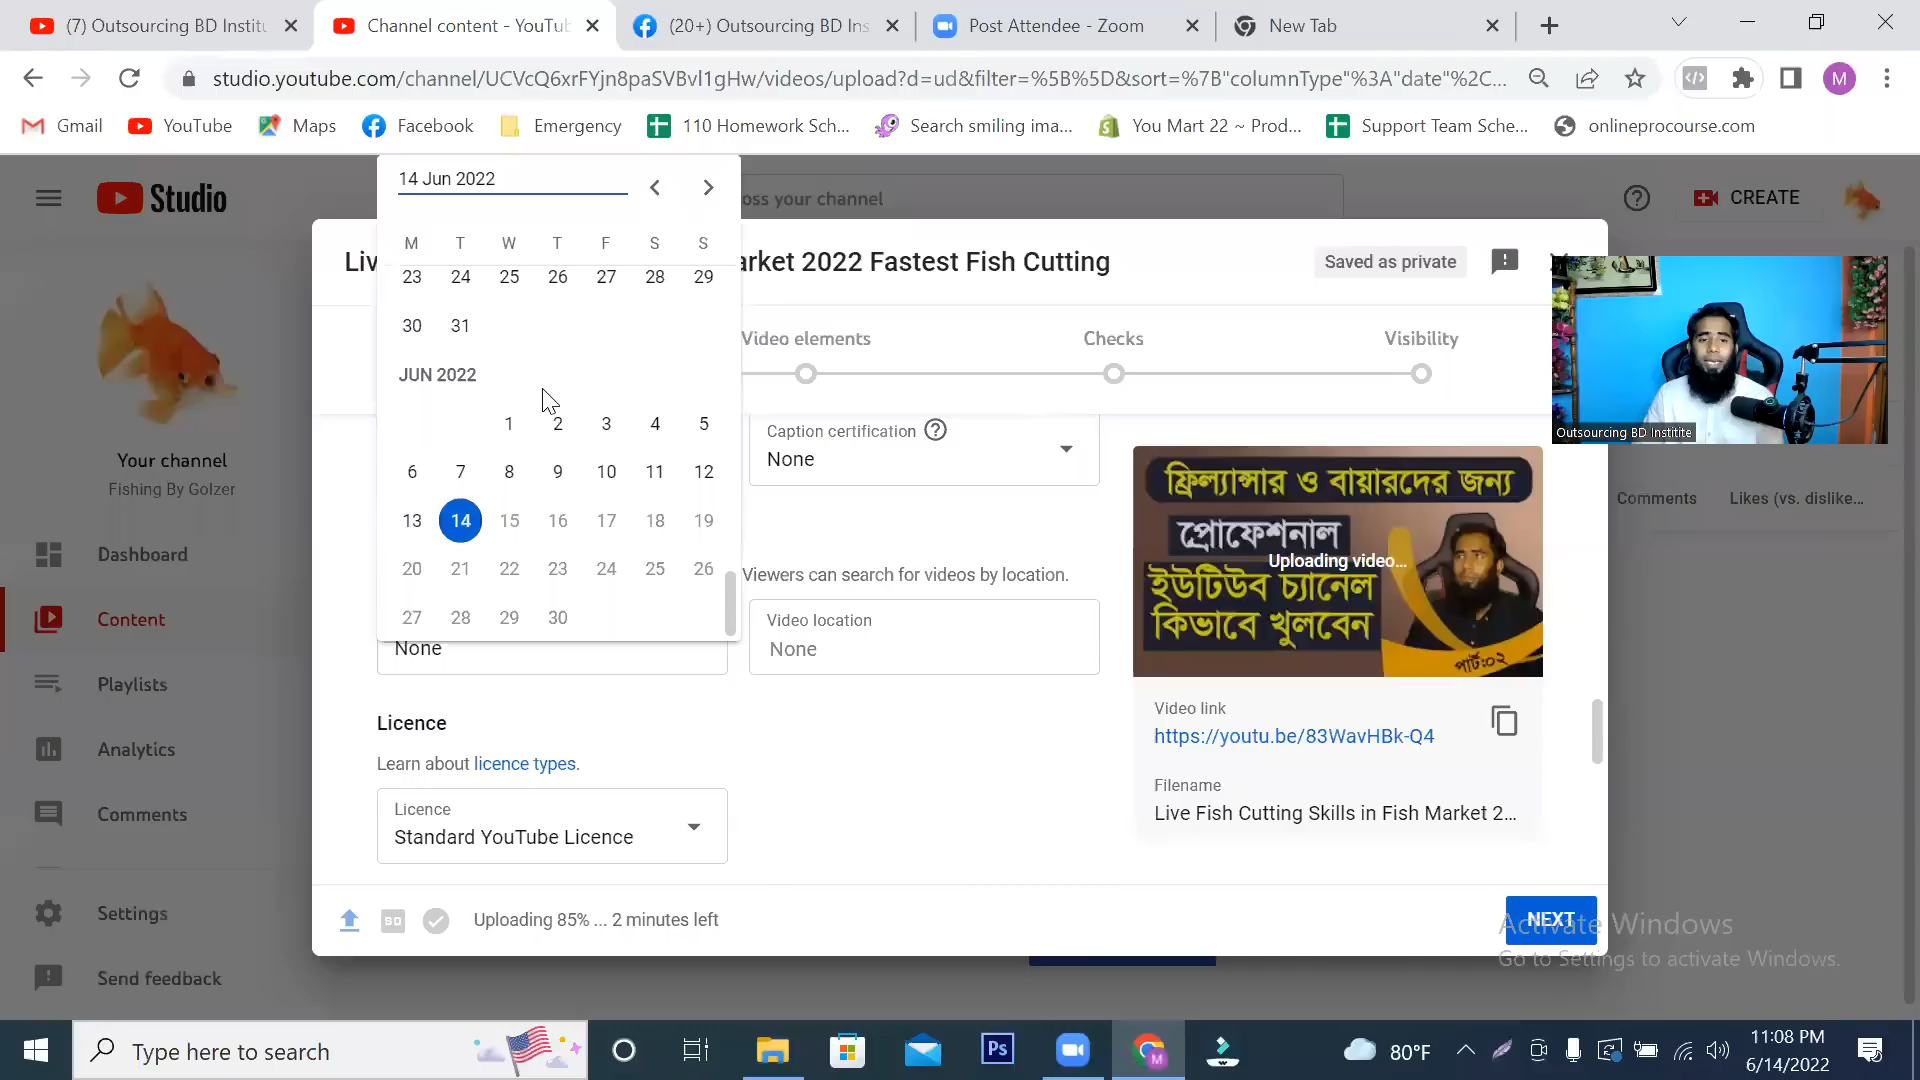 (7) Outsourcing BD Institu
Channel content - YouTub
(20+) Outsourcing BD Ins
Post Attendee - Zoom
New Tab
studio.youtube.com/channel/UCVcQ6xrFYjn8paSVBvl1gHw/videos/upload?d=ud&filter=%5B%5D&sort=%7B"columnType"%3A"date"%2C...
M
Gmail
YouTube
Maps
Facebook
Emergency
110 Homework Sch...
Search smiling ima...
You Mart 22 ~ Prod...
Support Team Sche...
onlineprocourse.com
Studio
14 Jun 2022
oss your channel
CREATE
M T W T F S S
23 24 25 26 27 28 29
30 31
JUN 2022
1 2 3 4 5
6 7 8 9 10 11 12
13 14 15 16 17 18 19
20 21 22 23 24 25 26
27 28 29 30
Liv
arket 2022 Fastest Fish Cutting
Saved as private
Video elements
Checks
Visibility
Outsourcing BD Institite
Your channel
Fishing By Golzer
Dashboard
Content
Playlists
Analytics
Comments
Settings
Send feedback
Caption certification
None
Viewers can search for videos by location.
None
Video location
None
Licence
Learn about licence types.
Licence
Standard YouTube Licence
ফ্রিল্যান্সার ও বায়ারদের জন্য
প্রোফেশনাল
Uploading video...
ইউটিউব চ্যানেল
কিভাবে খুলবেন
পার্ট:০২
Video link
https://youtu.be/83WavHBk-Q4
Filename
Live Fish Cutting Skills in Fish Market 2...
Comments
Likes (vs. dislike...
SD
Uploading 85% ... 2 minutes left
NEXT
Activate Windows
Go to Settings to activate Windows.
Type here to search
Ps
M
80°F
11:08 PM
6/14/2022